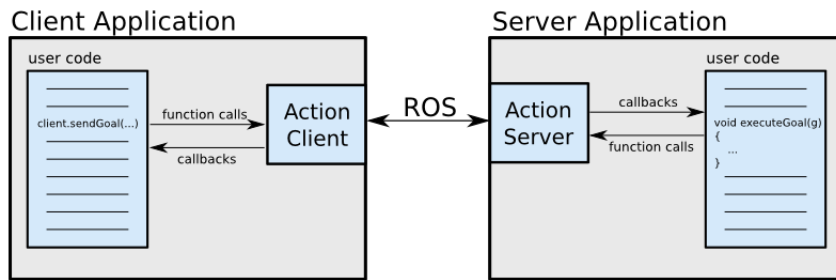 Client Application
user code
client.sendGoal(...)
function calls
callbacks
Action
Client
ROS
Server Application
Action
Server
callbacks
function calls
user code
void executeGoal(g)
{
...
}